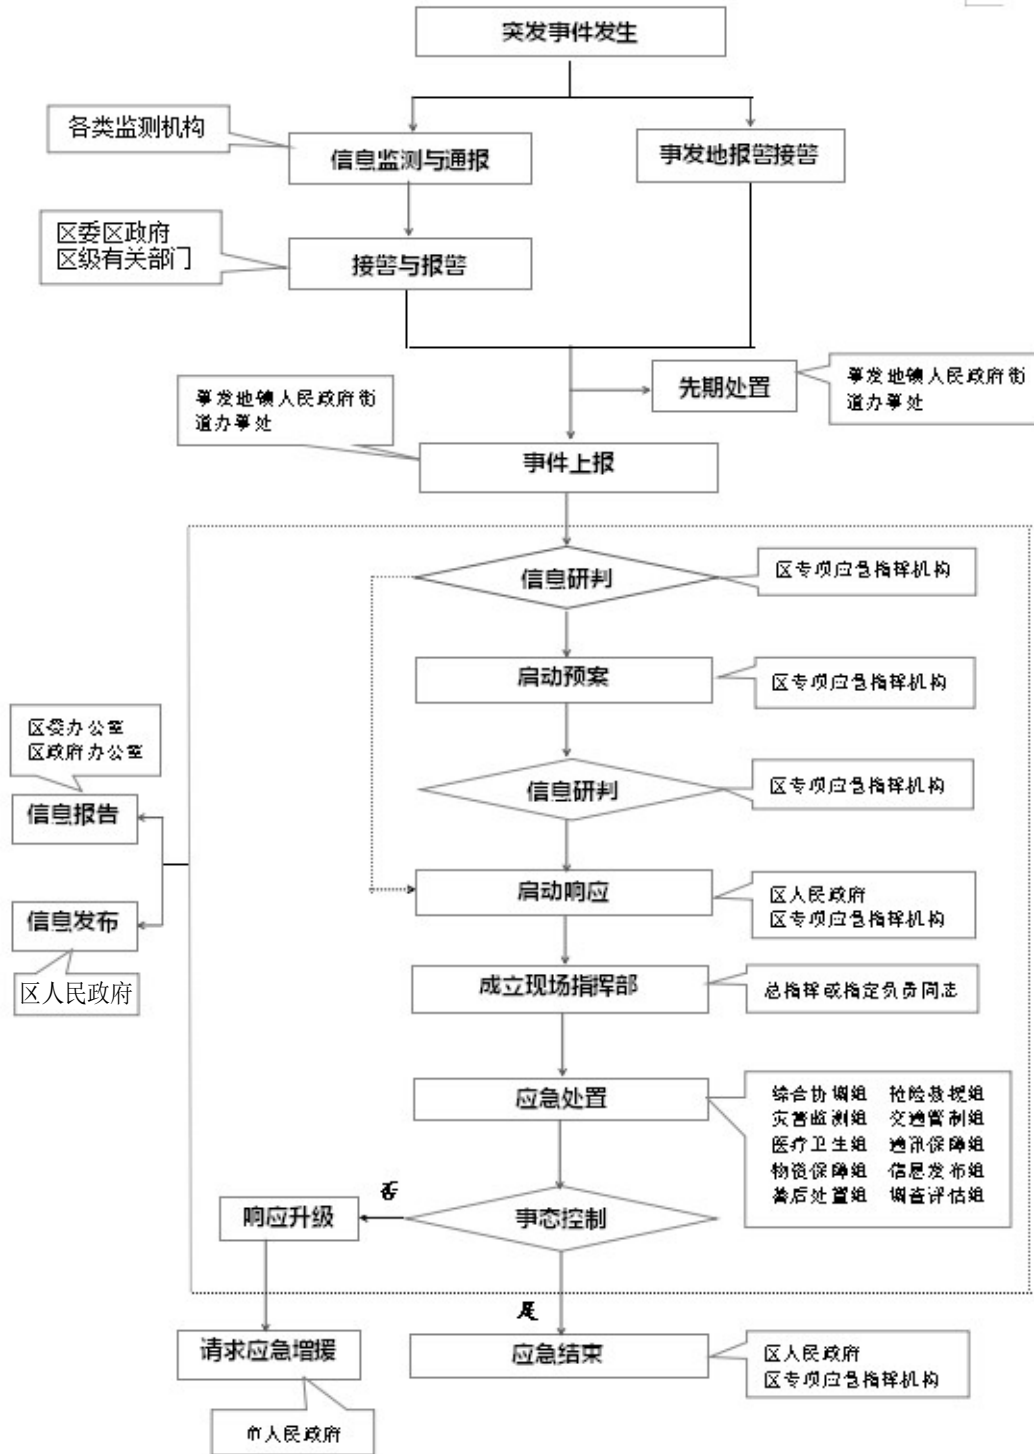 突发事件发生
各类监测机构
信息监测与通报
事发地报警接警
区委区政府
区级有关部门
接警与报警
先期处置
事发地镇人民政府街
道办事处
事发地镇人民政府街
道办事处
事件上报
信息研判
区专项应急指挥机构
启动预案
区专项应急指挥机构
区委办公室
区政府办公室
信息研判
区专项应急指挥机构
信息报告
启动响应
区人民政府
区专项应急指挥机构
信息发布
区人民政府
成立现场指挥部
总指挥或指定负责同志
应急处置
综合协调组 抢险救援组
灾害监测组 交通管制组
医疗卫生组 通讯保障组
物资保障组 信息发布组
善后处置组 调查评估组
否
响应升级
事态控制
是
请求应急增援
应急结束
区人民政府
区专项应急指挥机构
市人民政府